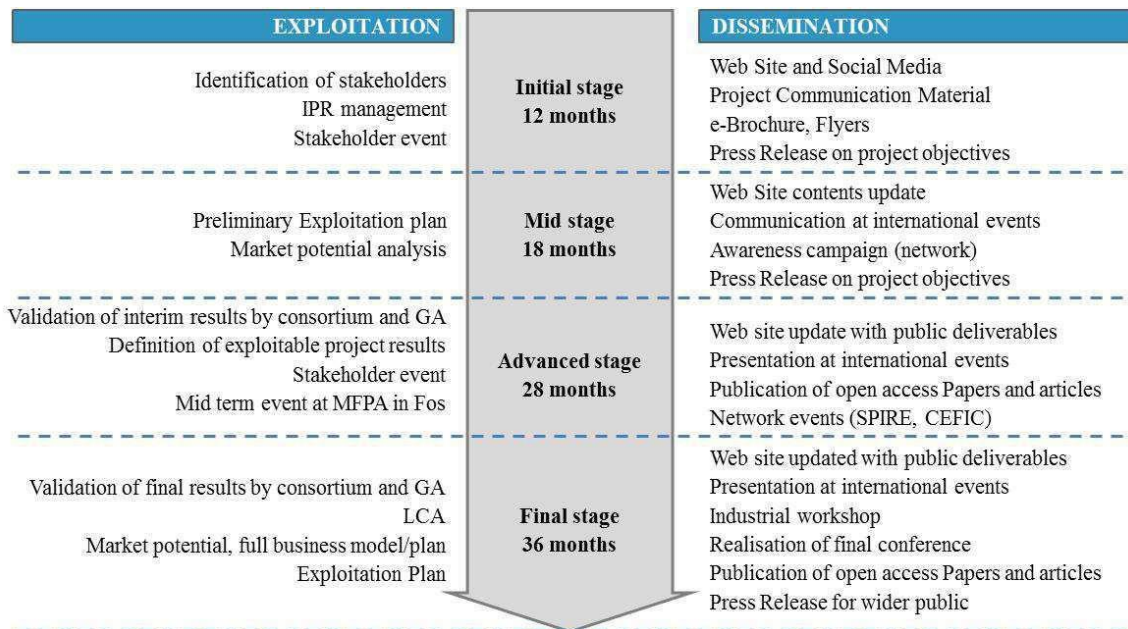 EXPLOITATION
DISSEMINATION
Identification of stakeholders
IPR management
Stakeholder event
Initial stage
12 months
Web Site and Social Media
Project Communication Material
e-Brochure, Flyers
Press Release on project objectives
Preliminary Exploitation plan
Market potential analysis
Mid stage
18 months
Web Site contents update
Communication at international events
Awareness campaign (network)
Press Release on project objectives
Validation of interim results by consortium and GA
Definition of exploitable project results
Stakeholder event
Mid term event at MFPA in Fos
Advanced stage
28 months
Web site update with public deliverables
Presentation at international events
Publication of open access Papers and articles
Network events (SPIRE, CEFIC)
Validation of final results by consortium and GA
LCA
Market potential, full business model/plan
Exploitation Plan
Final stage
36 months
Web site updated with public deliverables
Presentation at international events
Industrial workshop
Realisation of final conference
Publication of open access Papers and articles
Press Release for wider public